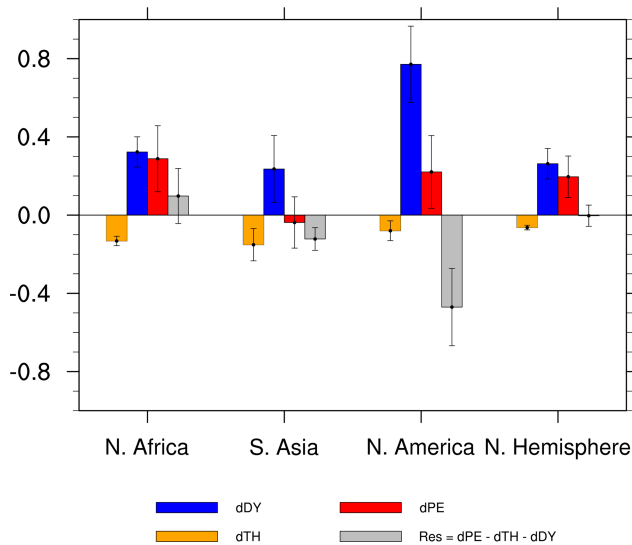 0.8
0.4
0.0
-0.4
-0.8
N. Africa S. Asia N. America N. Hemisphere
dDY dPE
dTH Res = dPE - dTH - dDY